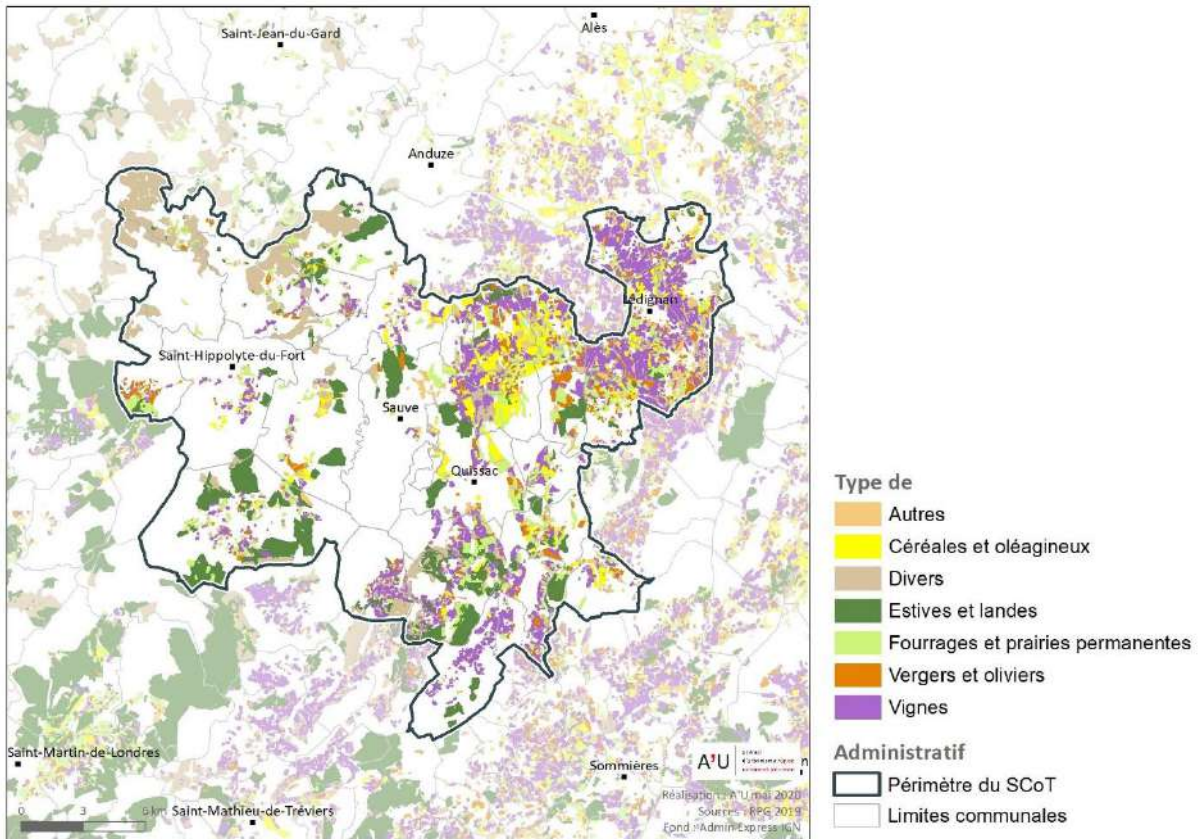 Saint-Jean-du-Gard
Alès
Anduze
Lédignan
Saint-Hippolyte-du-Fort
Sauve
Quissac
Saint-Martin-de-Londres
Sommières
Saint-Mathieu-de-Tréviers
0 3 6 km
A'U
Réalisation : A'U mai 2020
Sources : RPG 2019
Fond : Admin-Express IGN
Type de
Autres
Céréales et oléagineux
Divers
Estives et landes
Fourrages et prairies permanentes
Vergers et oliviers
Vignes
Administratif
Périmètre du SCoT
Limites communales